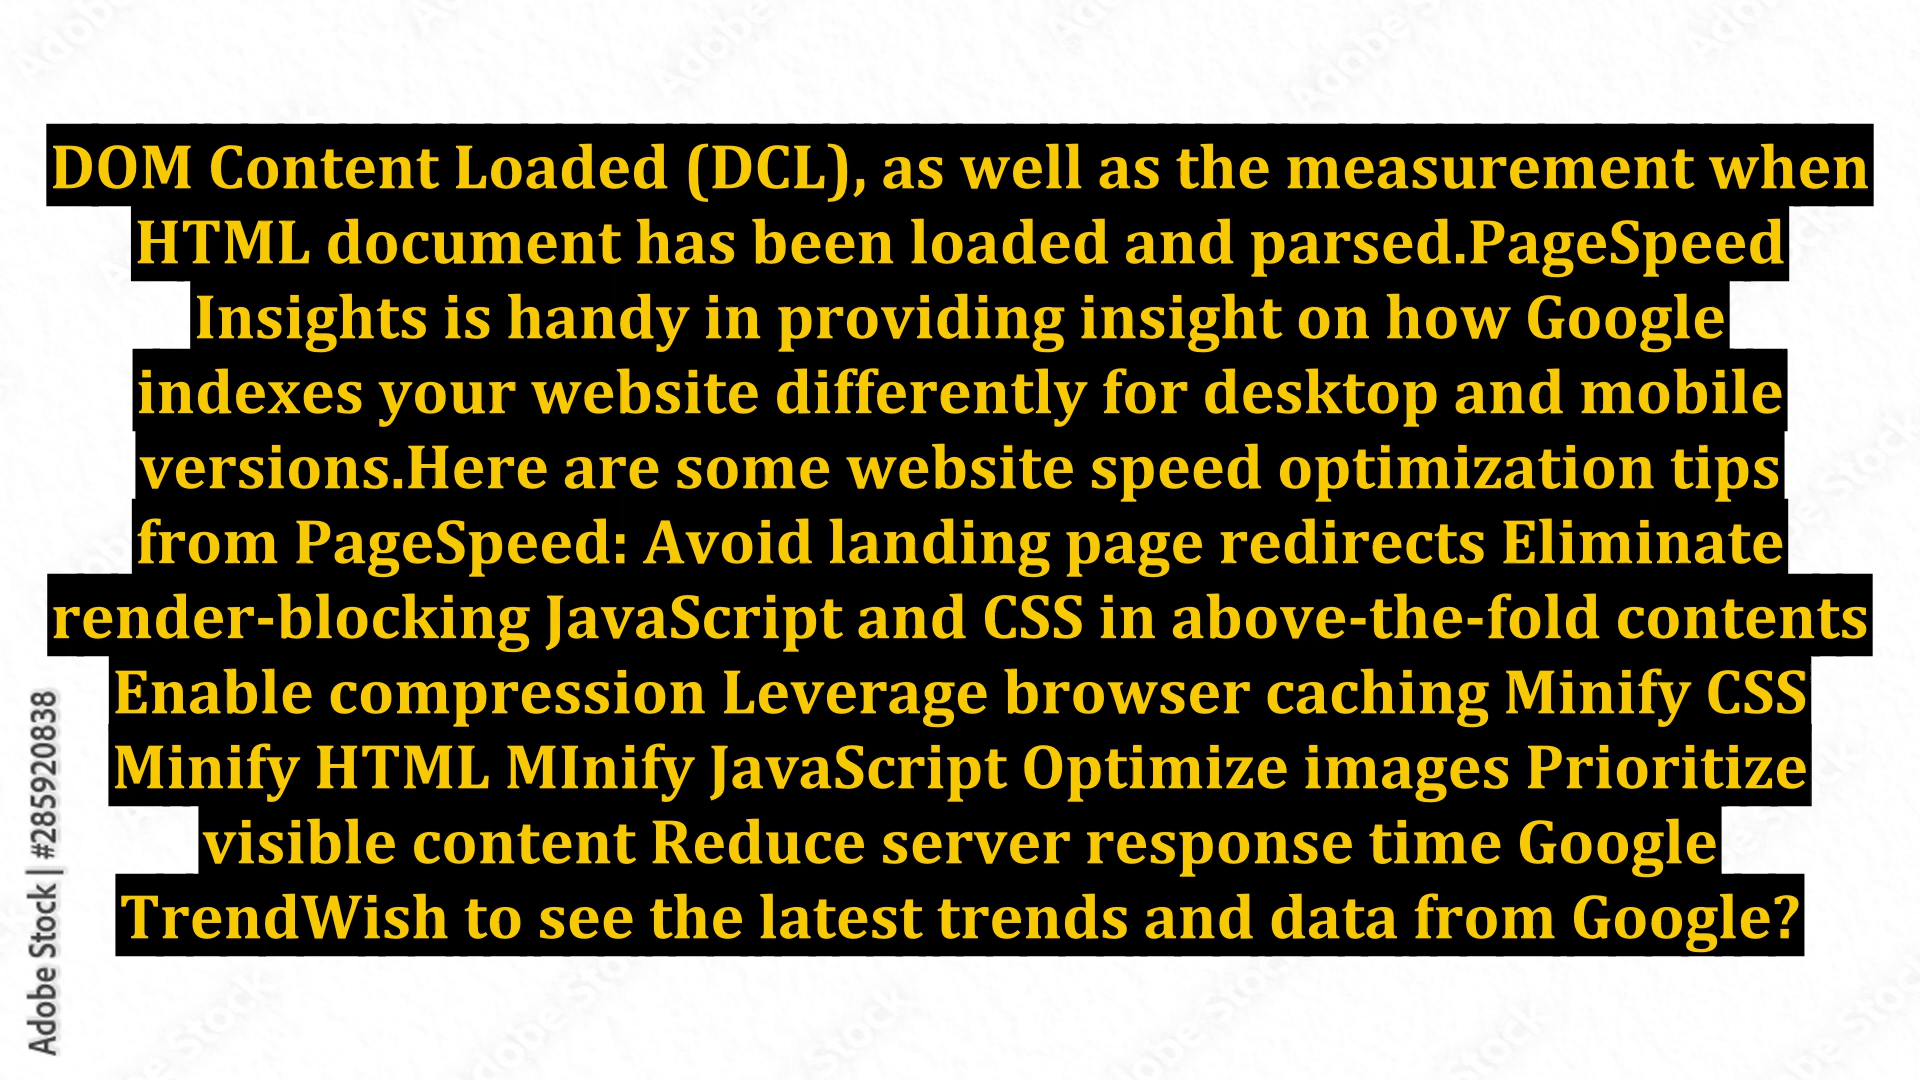 DOM Content Loaded (DCL), as well as the measurement when
HTML document has been loaded and parsed.PageSpeed
Insights is handy in providing insight on how Google
indexes your website differently for desktop and mobile
versions.Here are some website speed optimization tips
from PageSpeed: Avoid landing page redirects Eliminate
render-blocking JavaScript and CSS in above-the-fold contents
Enable compression Leverage browser caching Minify CSS
Minify HTML MInify JavaScript Optimize images Prioritize
visible content Reduce server response time Google
TrendWish to see the latest trends and data from Google?
Adobe Stock | #285920838